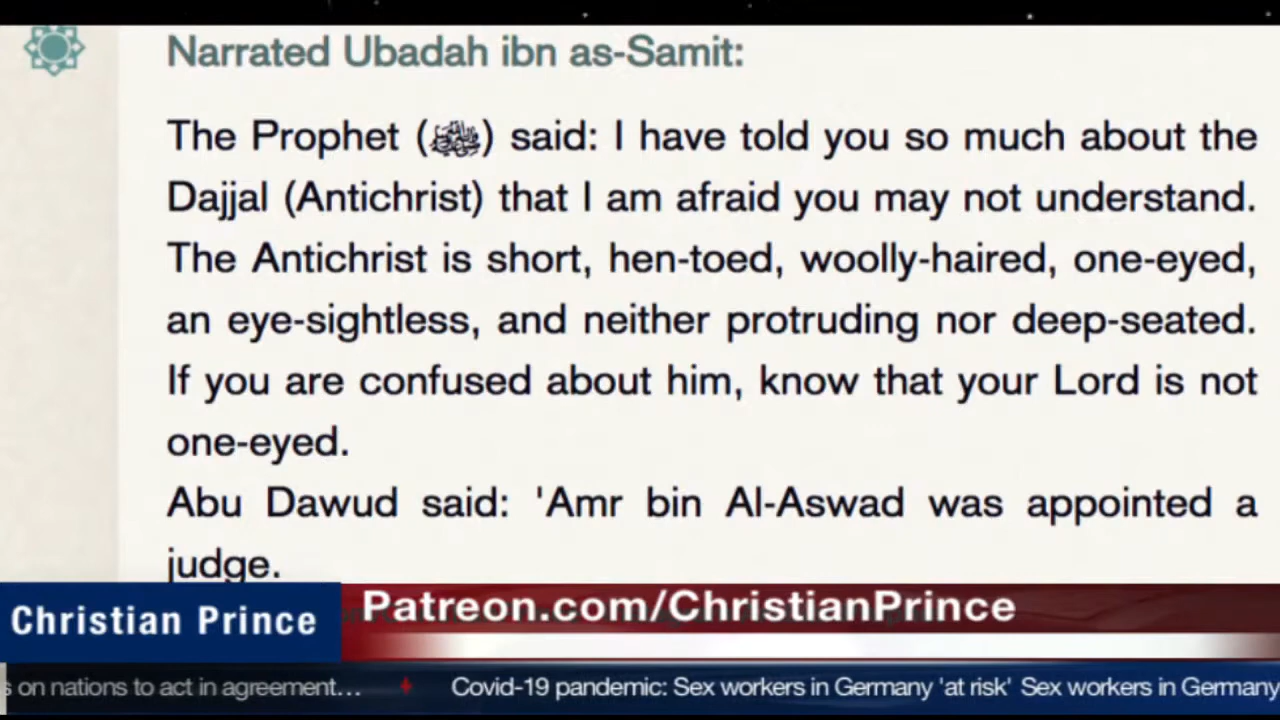 Narrated Ubadah ibn as-Samit:
The Prophet (ﷺ) said: I have told you so much about the
Dajjal (Antichrist) that I am afraid you may not understand.
The Antichrist is short, hen-toed, woolly-haired, one-eyed,
an eye-sightless, and neither protruding nor deep-seated.
If you are confused about him, know that your Lord is not
one-eyed.
Abu Dawud said: 'Amr bin Al-Aswad was appointed a
judge.
Christian Prince
Patreon.com/ChristianPrince
s on nations to act in agreement... Covid-19 pandemic: Sex workers in Germany 'at risk' Sex workers in Germany